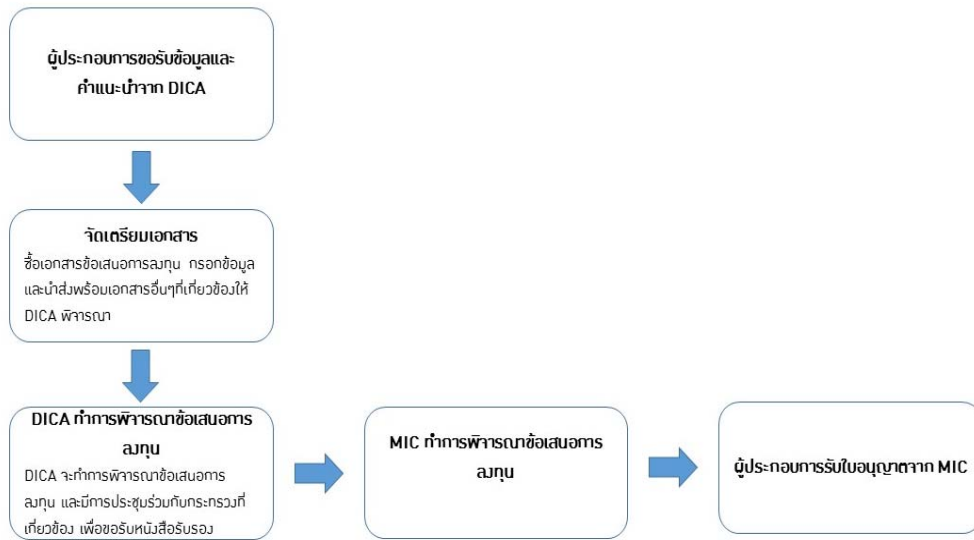 ผู้ประกอบการขอรับข้อมูลและ
คำแนะนำจาก DICA
จัดเตรียมเอกสาร
ซื้อเอกสารข้อเสนอการลงทุน กรอกข้อมูล
และนำส่งพร้อมเอกสารอื่นๆที่เกี่ยวข้องให้
DICA พิจารณา
DICA ทำการพิจารณาข้อเสนอการ
ลงทุน
DICA จะทำการพิจารณาข้อเสนอการ
ลงทุน และมีการประชุมร่วมกับกระทรวงที่
เกี่ยวข้อง เพื่อขอรับหนังสือรับรอง
MIC ทำการพิจารณาข้อเสนอการ
ลงทุน
ผู้ประกอบการรับใบอนุญาตจาก MIC